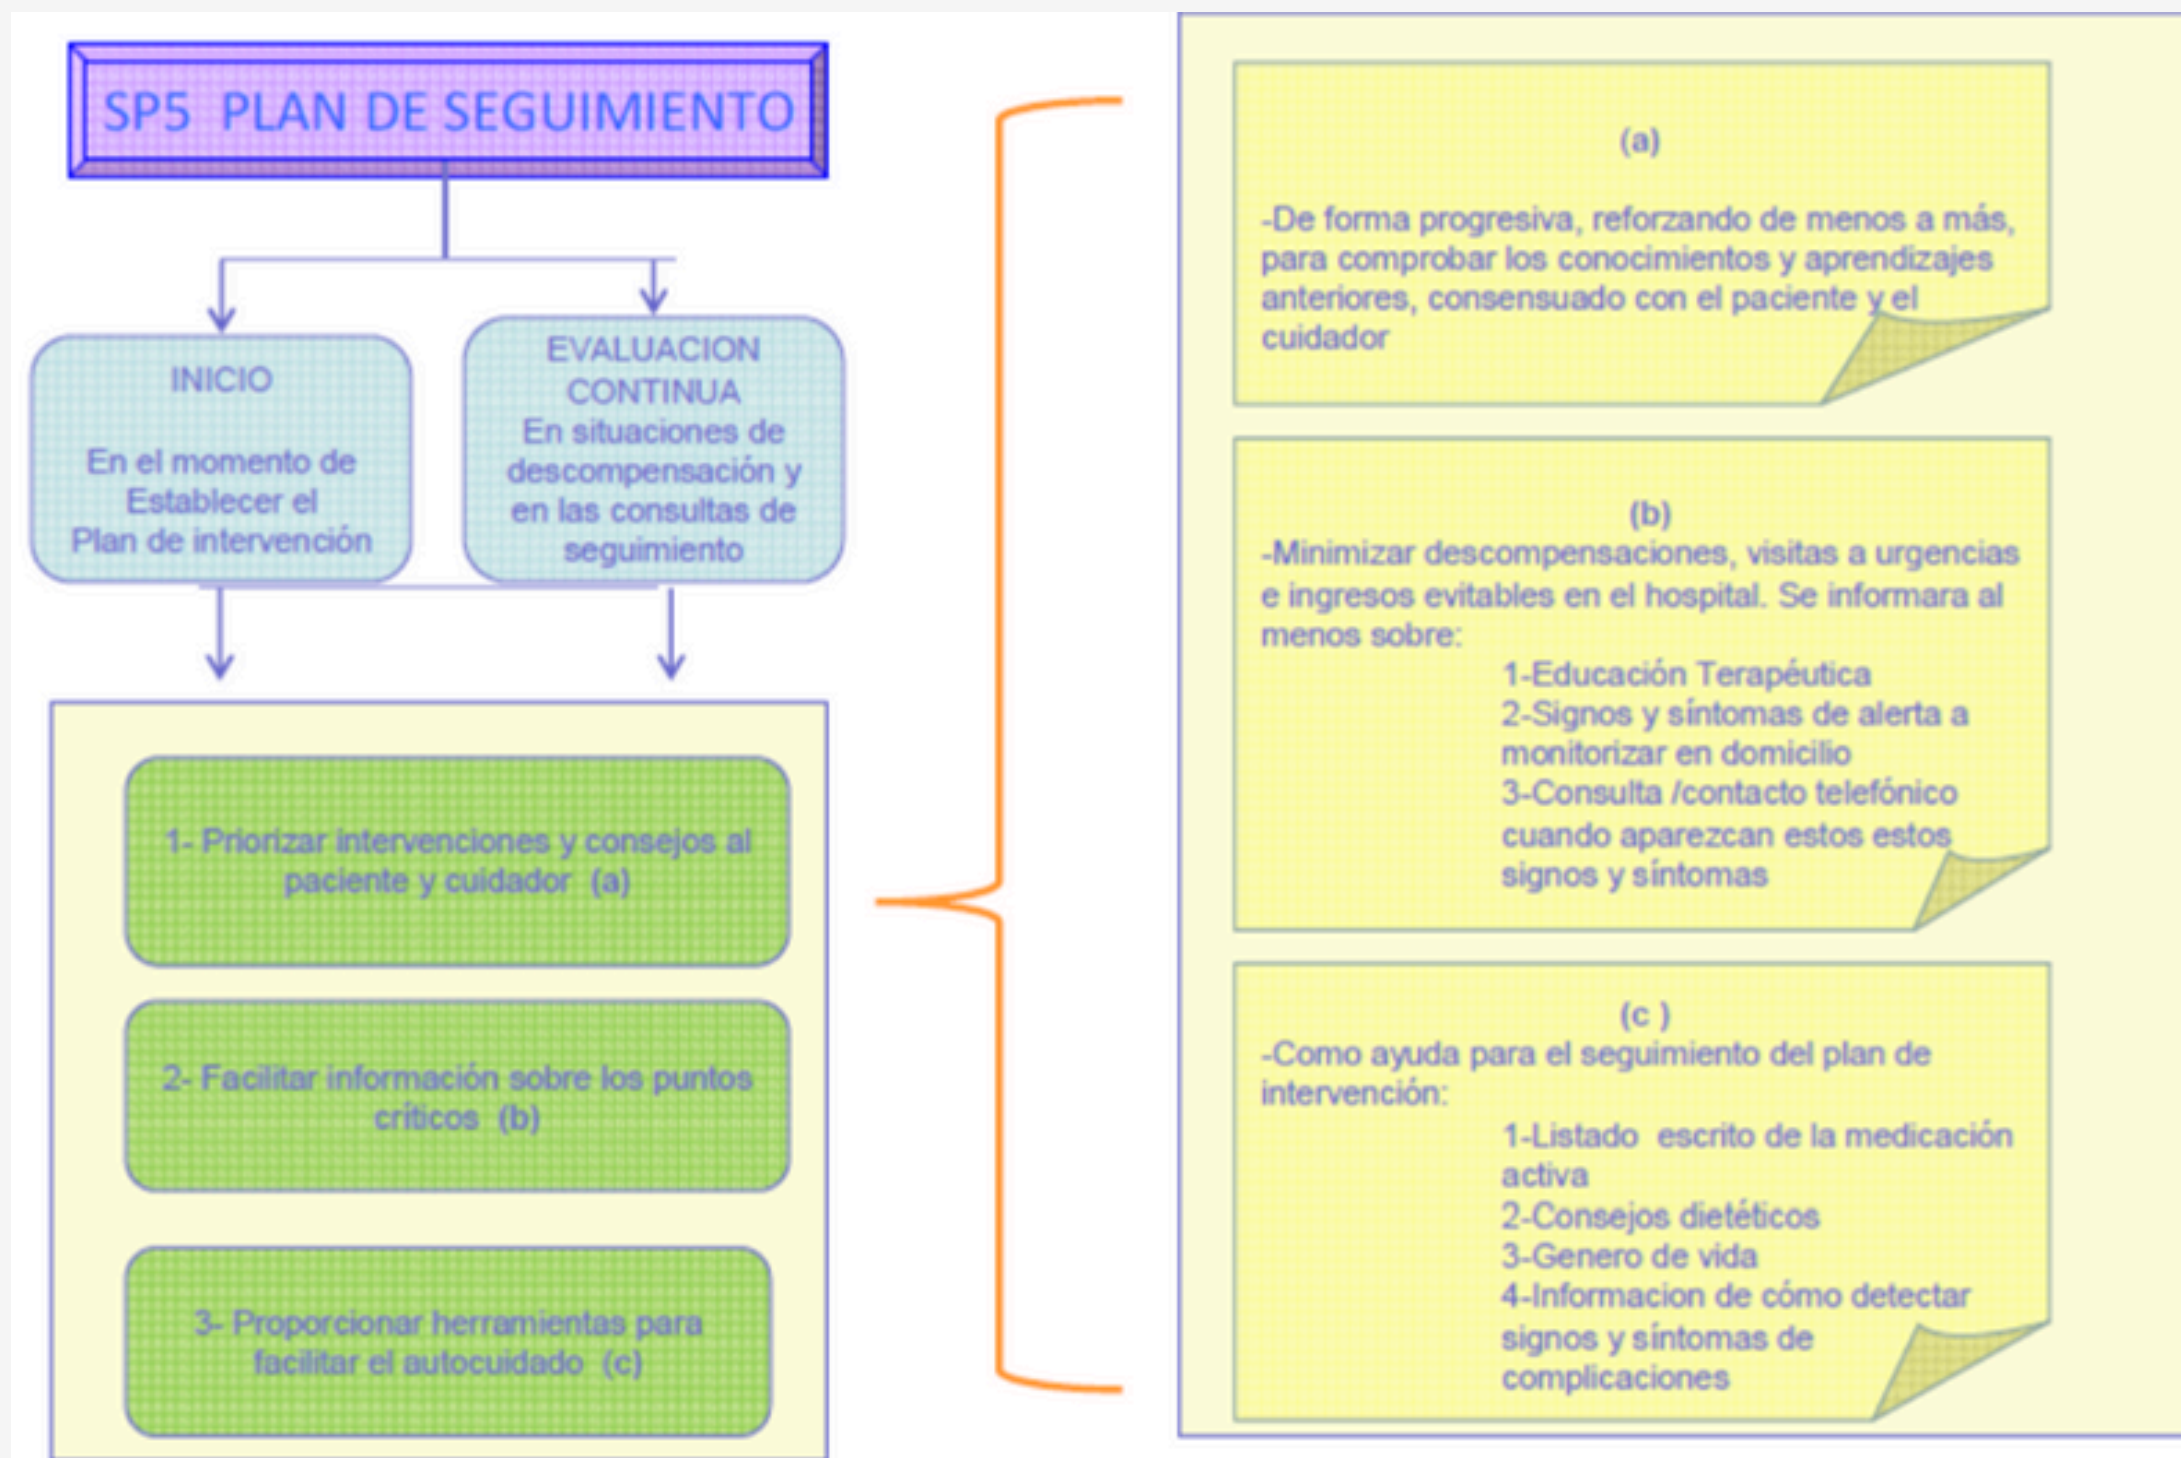 SP5 PLAN DE SEGUIMIENTO
INICIO
En el momento de
Establecer el
Plan de intervención
EVALUACION
CONTINUA
En situaciones de
descompensación y
en las consultas de
seguimiento
1- Priorizar intervenciones y consejos al
paciente y cuidador (a)
2- Facilitar información sobre los puntos
críticos (b)
3- Proporcionar herramientas para
facilitar el autocuidado (c)
(a)
-De forma progresiva, reforzando de menos a más,
para comprobar los conocimientos y aprendizajes
anteriores, consensuado con el paciente y el
cuidador
(b)
-Minimizar descompensaciones, visitas a urgencias
e ingresos evitables en el hospital. Se informara al
menos sobre:
1-Educación Terapéutica
2-Signos y síntomas de alerta a
monitorizar en domicilio
3-Consulta /contacto telefónico
cuando aparezcan estos estos
signos y síntomas
(c )
-Como ayuda para el seguimiento del plan de
intervención:
1-Listado escrito de la medicación
activa
2-Consejos dietéticos
3-Genero de vida
4-Informacion de cómo detectar
signos y síntomas de
complicaciones